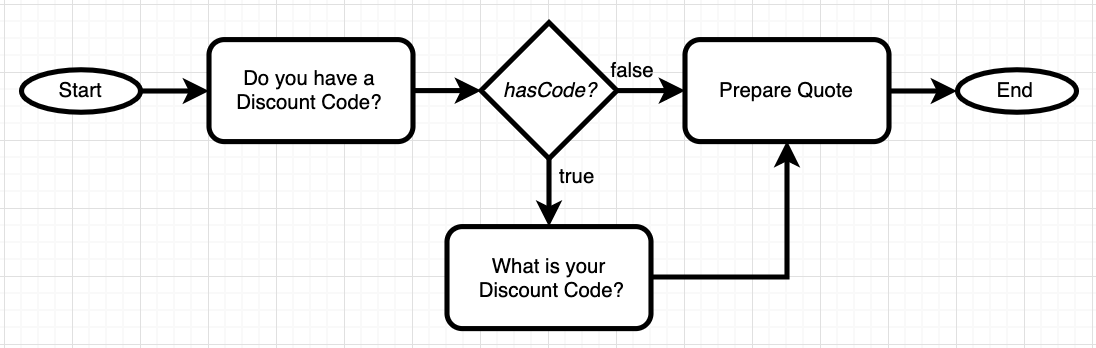 Start
Do you have a
Discount Code?
hasCode?
false
Prepare Quote
End
true
What is your
Discount Code?